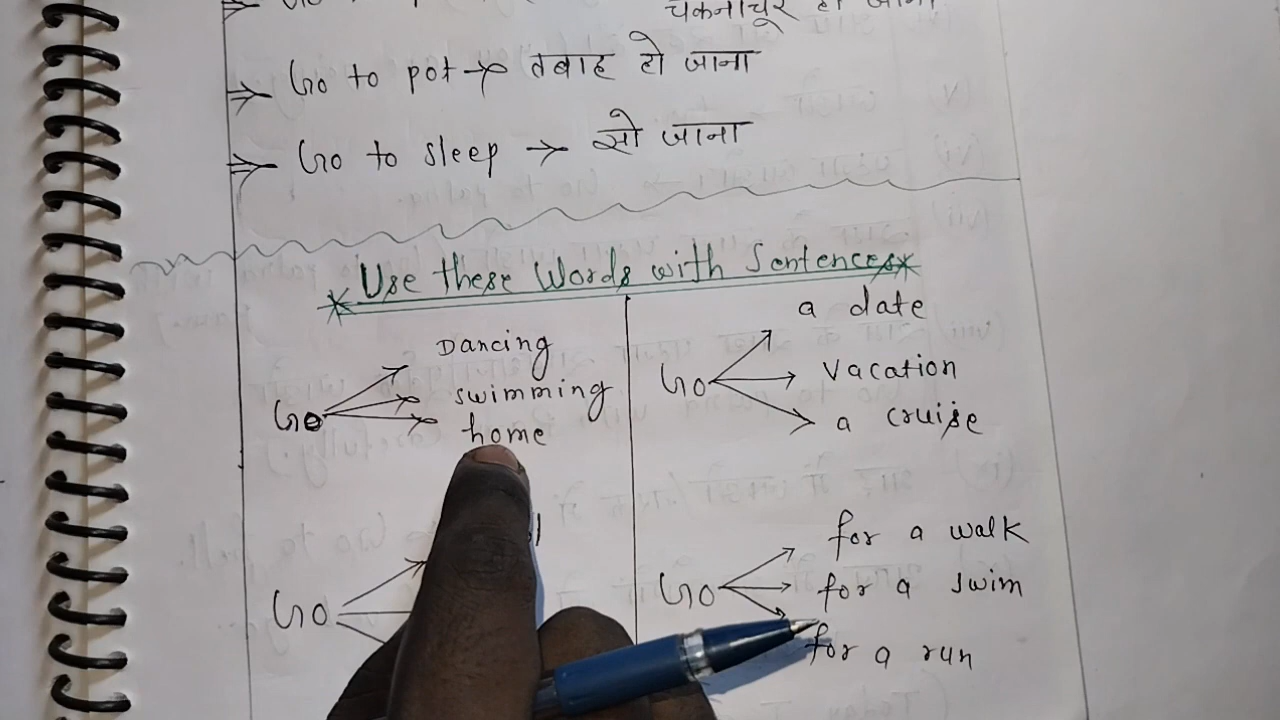 चकनाचूर हो जाना
Go to pot → तबाह हो जाना
Go to sleep → सो जाना
*Use these Words with Sentences*
Go
Dancing
swimming
home
Go
a date
vacation
a cruise
Go
Go
for a walk
for a swim
for a run